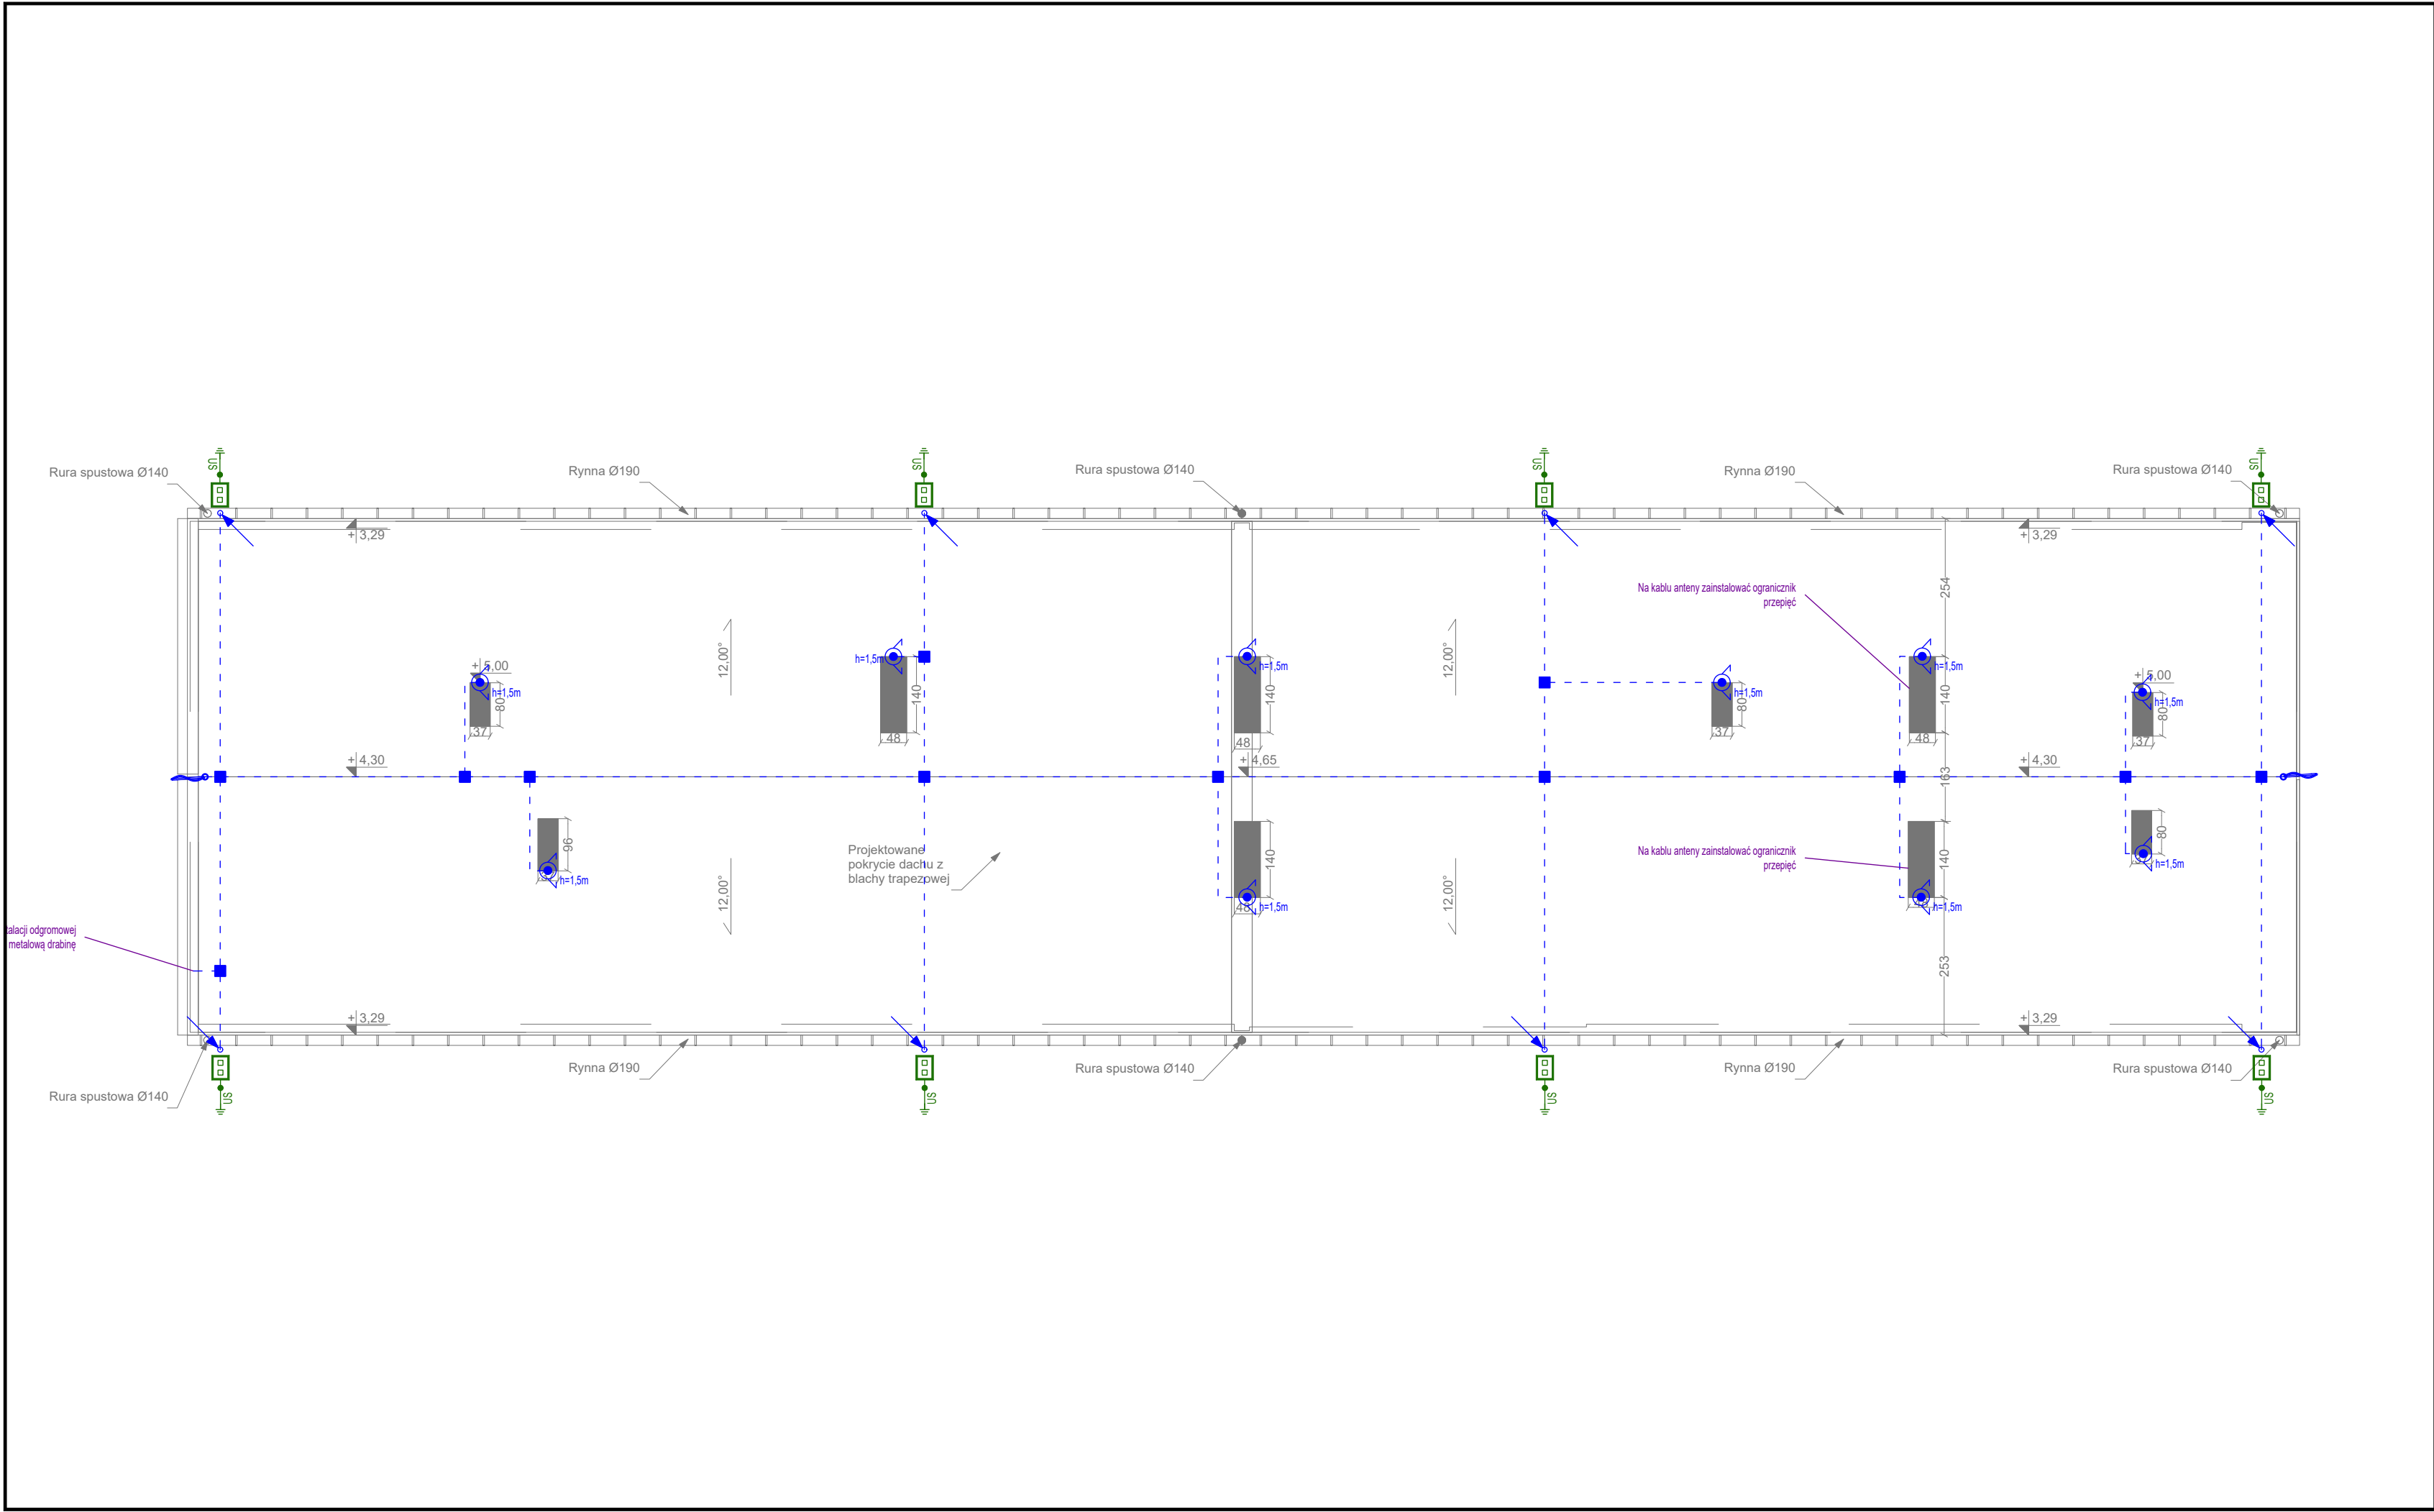 US
US
US
US
Rura spustowa Ø140
Rynna Ø190
Rura spustowa Ø140
Rynna Ø190
Rura spustowa Ø140
+ 3,29
+ 3,29
254
Na kablu anteny zainstalować ogranicznik
przepięć
12,00°
12,00°
+ 5,00
h=1,5m
80
37
h=1,5m
140
48
h=1,5m
140
48
h=1,5m
80
37
h=1,5m
140
48
+ 5,00
h=1,5m
80
37
+ 4,30
+ 4,65
+ 4,30
163
96
h=1,5m
Projektowane
pokrycie dachu z
blachy trapezowej
12,00°
12,00°
140
48
h=1,5m
Na kablu anteny zainstalować ogranicznik
przepięć
140
h=1,5m
80
h=1,5m
talacji odgromowej
metalową drabinę
253
+ 3,29
+ 3,29
Rura spustowa Ø140
Rynna Ø190
Rura spustowa Ø140
Rynna Ø190
Rura spustowa Ø140
US
US
US
US